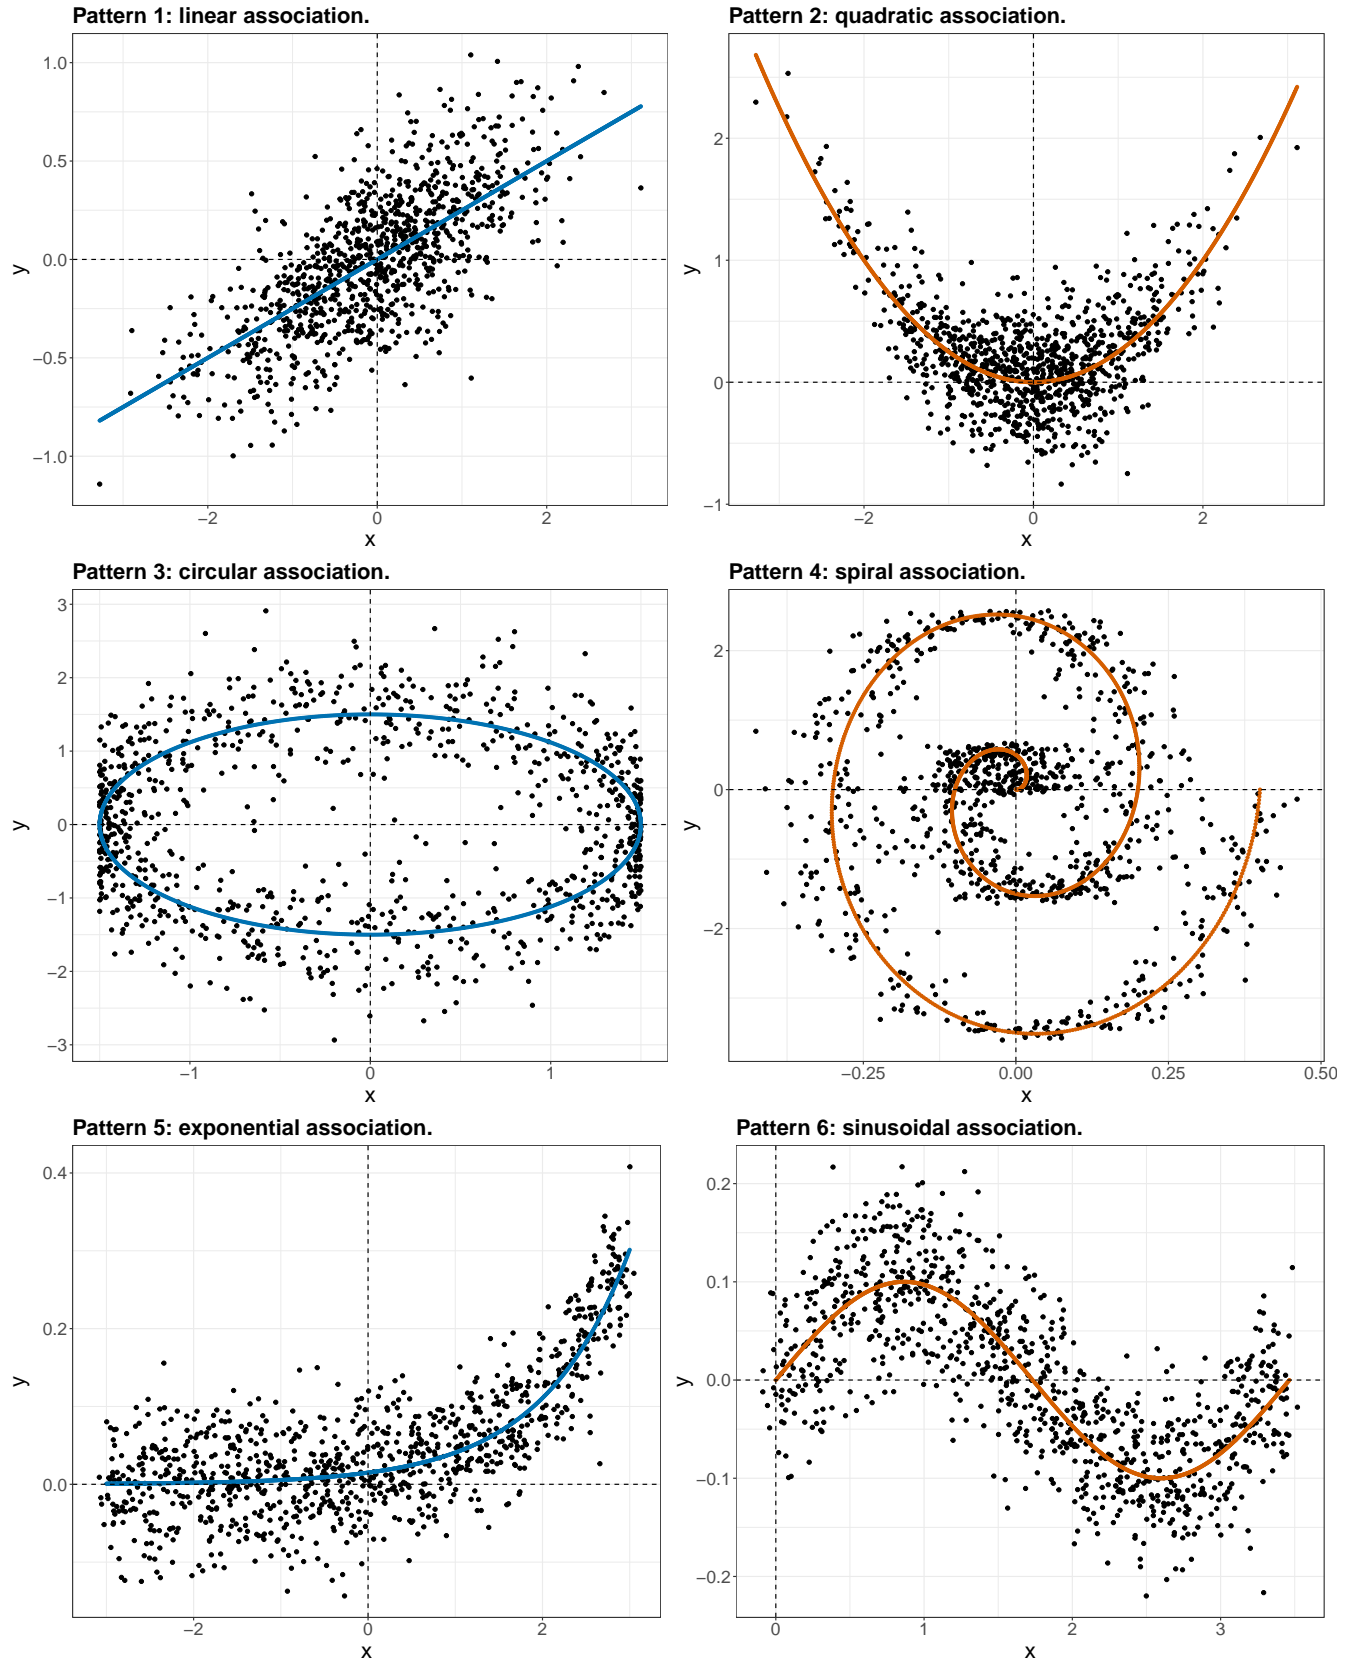 Pattern 1: linear association.
1.0
0.5
0.0
−0.5
−1.0
y
−2 0 2
x
Pattern 2: quadratic association.
2
1
0
−1
y
−2 0 2
x
Pattern 3: circular association.
3
2
1
0
−1
−2
−3
y
−1 0 1
x
Pattern 4: spiral association.
2
0
−2
y
−0.25 0.00 0.25 0.50
x
Pattern 5: exponential association.
0.4
0.2
0.0
y
−2 0 2
x
Pattern 6: sinusoidal association.
0.2
0.1
0.0
−0.1
−0.2
y
0 1 2 3
x